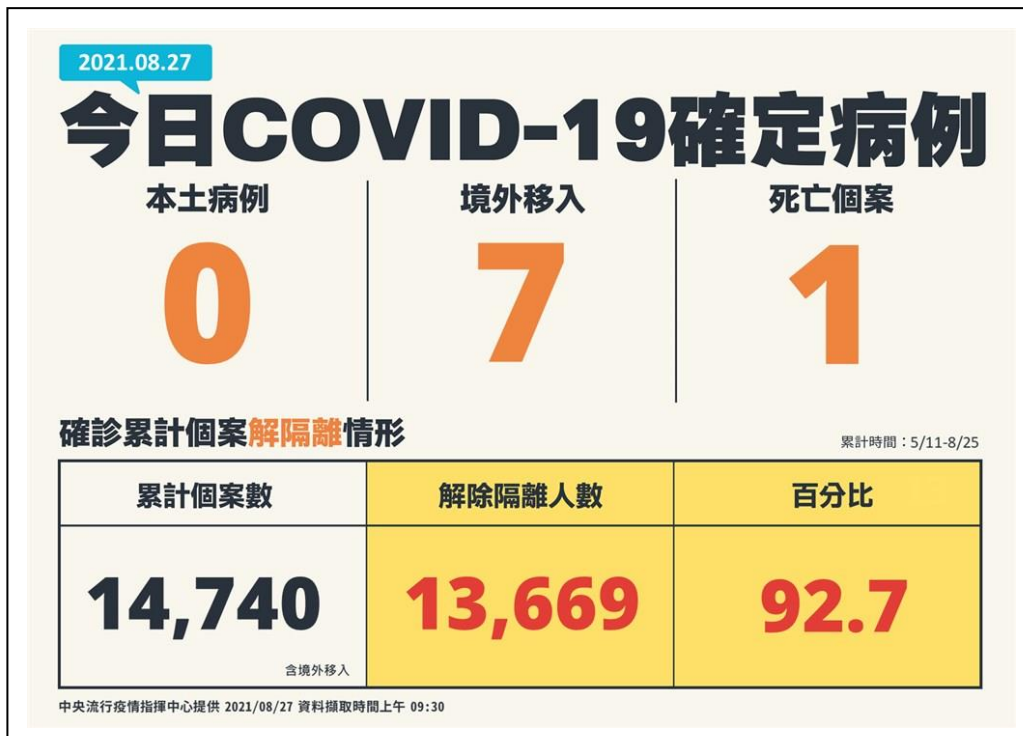 2021.08.27
今日COVID-19確定病例
本土病例 境外移入 死亡個案
0 7 1
確診累計個案解隔離情形
累計時間：5/11-8/25
累計個案數 解除隔離人數 百分比
14,740 13,669 92.7
含境外移入
中央流行疫情指揮中心提供 2021/08/27 資料擷取時間上午 09:30